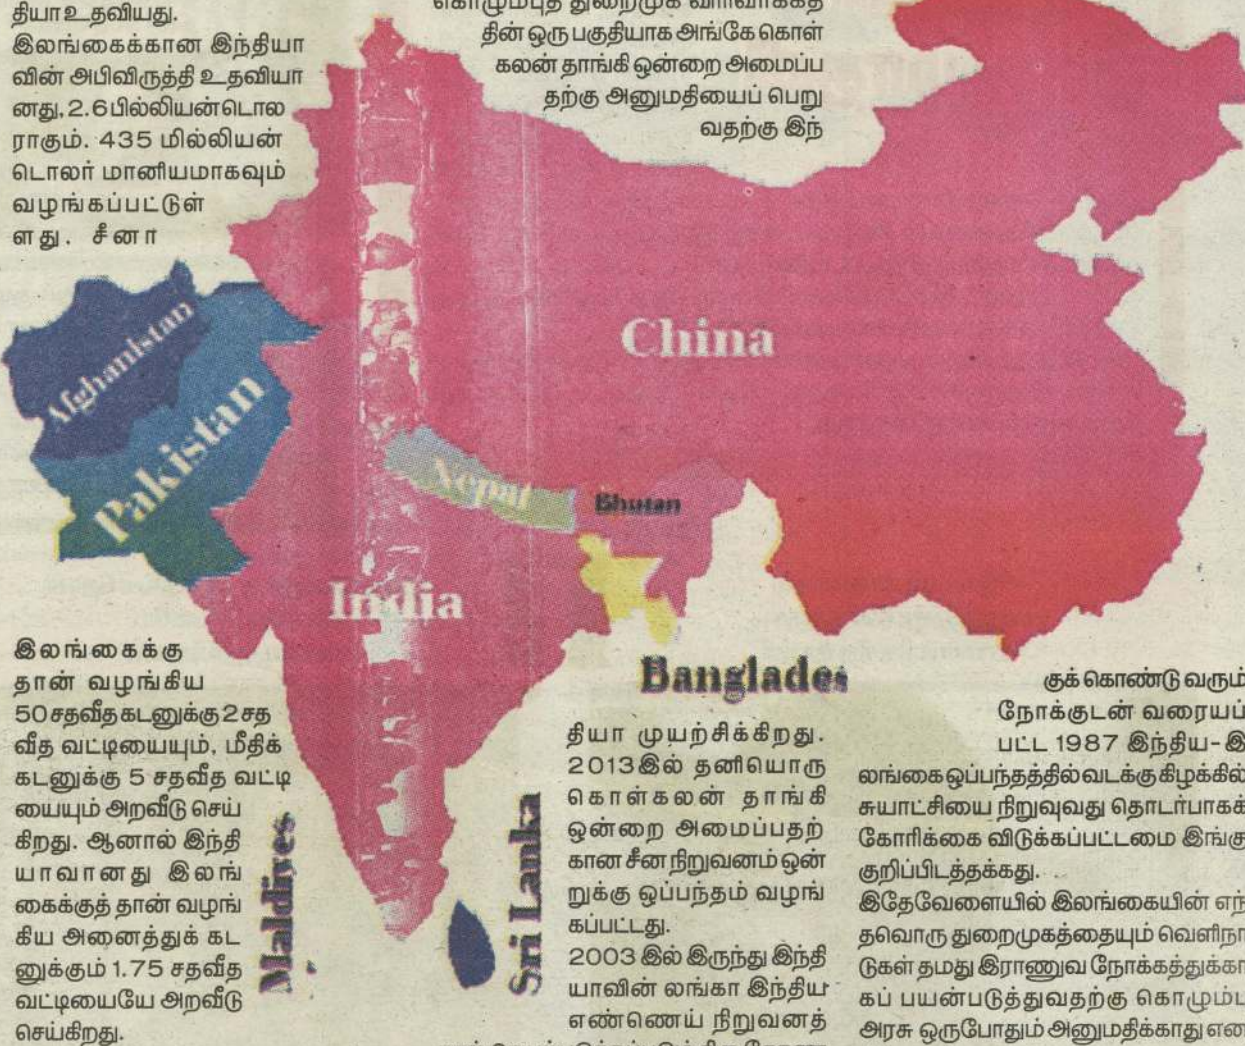 தியா உதவியது.
இலங்கைக்கான இந்தியா
வின் அபிவிருத்தி உதவியா
னது, 2.6 பில்லியன் டொல
ராகும். 435 மில்லியன்
டொலர் மானியமாகவும்
வழங்கப்பட்டுள்
ளது. சீனா
இலங்கைக்கு
தான் வழங்கிய
50 சதவீத கடனுக்கு 2 சத
வீத வட்டியையும், மீதிக்
கடனுக்கு 5 சதவீத வட்டி
யையும் அறவீடு செய்
கிறது. ஆனால் இந்தி
யாவானது இலங்
கைக்குத் தான் வழங்
கிய அனைத்துக் கட
னுக்கும் 1.75 சதவீத
வட்டியையே அறவீடு
செய்கிறது.
கொழும்புத் துறைமுக விரிவாக்கத்
தின் ஒரு பகுதியாக அங்கே கொள்
கலன் தாங்கி ஒன்றை அமைப்ப
தற்கு அனுமதியைப் பெறு
வதற்கு இந்
தியா முயற்சிக்கிறது.
2013இல் தனியொரு
கொள்கலன் தாங்கி
ஒன்றை அமைப்பதற்
கான சீன நிறுவனம் ஒன்
றுக்கு ஒப்பந்தம் வழங்
கப்பட்டது.
2003 இல் இருந்து இந்தி
யாவின் லங்கா இந்திய
எண்ணெய் நிறுவனத்
குக் கொண்டு வரும்
நோக்குடன் வரையப்
பட்ட 1987 இந்திய-இ
லங்கை ஒப்பந்தத்தில் வடக்கு கிழக்கில்
சுயாட்சியை நிறுவுவது தொடர்பாகக்
கோரிக்கை விடுக்கப்பட்டமை இங்கு
குறிப்பிடத்தக்கது.
இதேவேளையில் இலங்கையின் எந்
தவொரு துறைமுகத்தையும் வெளிநா
டுகள் தமது இராணுவ நோக்கத்துக்கா
கப் பயன்படுத்துவதற்கு கொழும்பு
அரசு ஒருபோதும் அனுமதிக்காது என
China
Afghanistan
Pakistan
Nepal
Bhutan
India
Banglades
Maldives
Sri Lanka